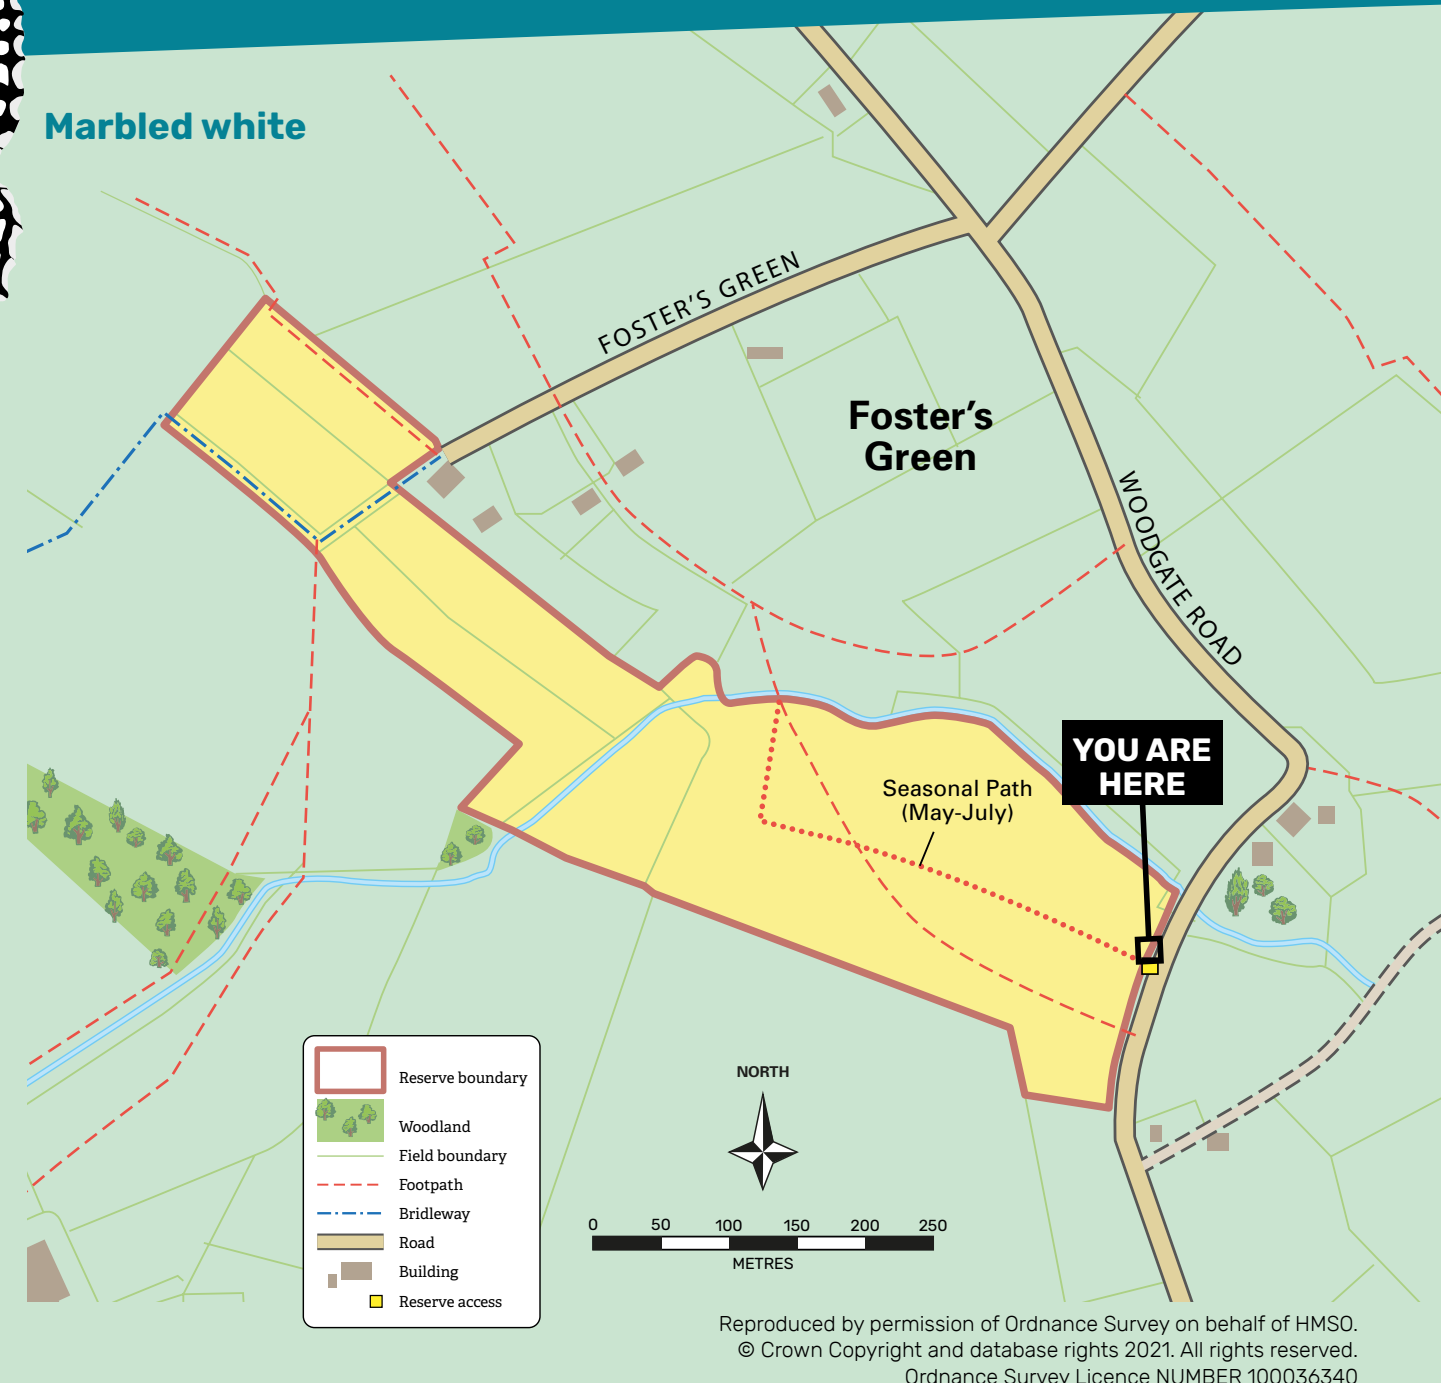 Marbled white
FOSTER'S GREEN
Foster's
Green
WOODGATE ROAD
YOU ARE
HERE
Seasonal Path
(May-July)
Reserve boundary
Woodland
Field boundary
Footpath
Bridleway
Road
Building
Reserve access
NORTH
0 50 100 150 200 250
METRES
Reproduced by permission of Ordnance Survey on behalf of HMSO.
© Crown Copyright and database rights 2021. All rights reserved.
Ordnance Survey Licence NUMBER 100036340